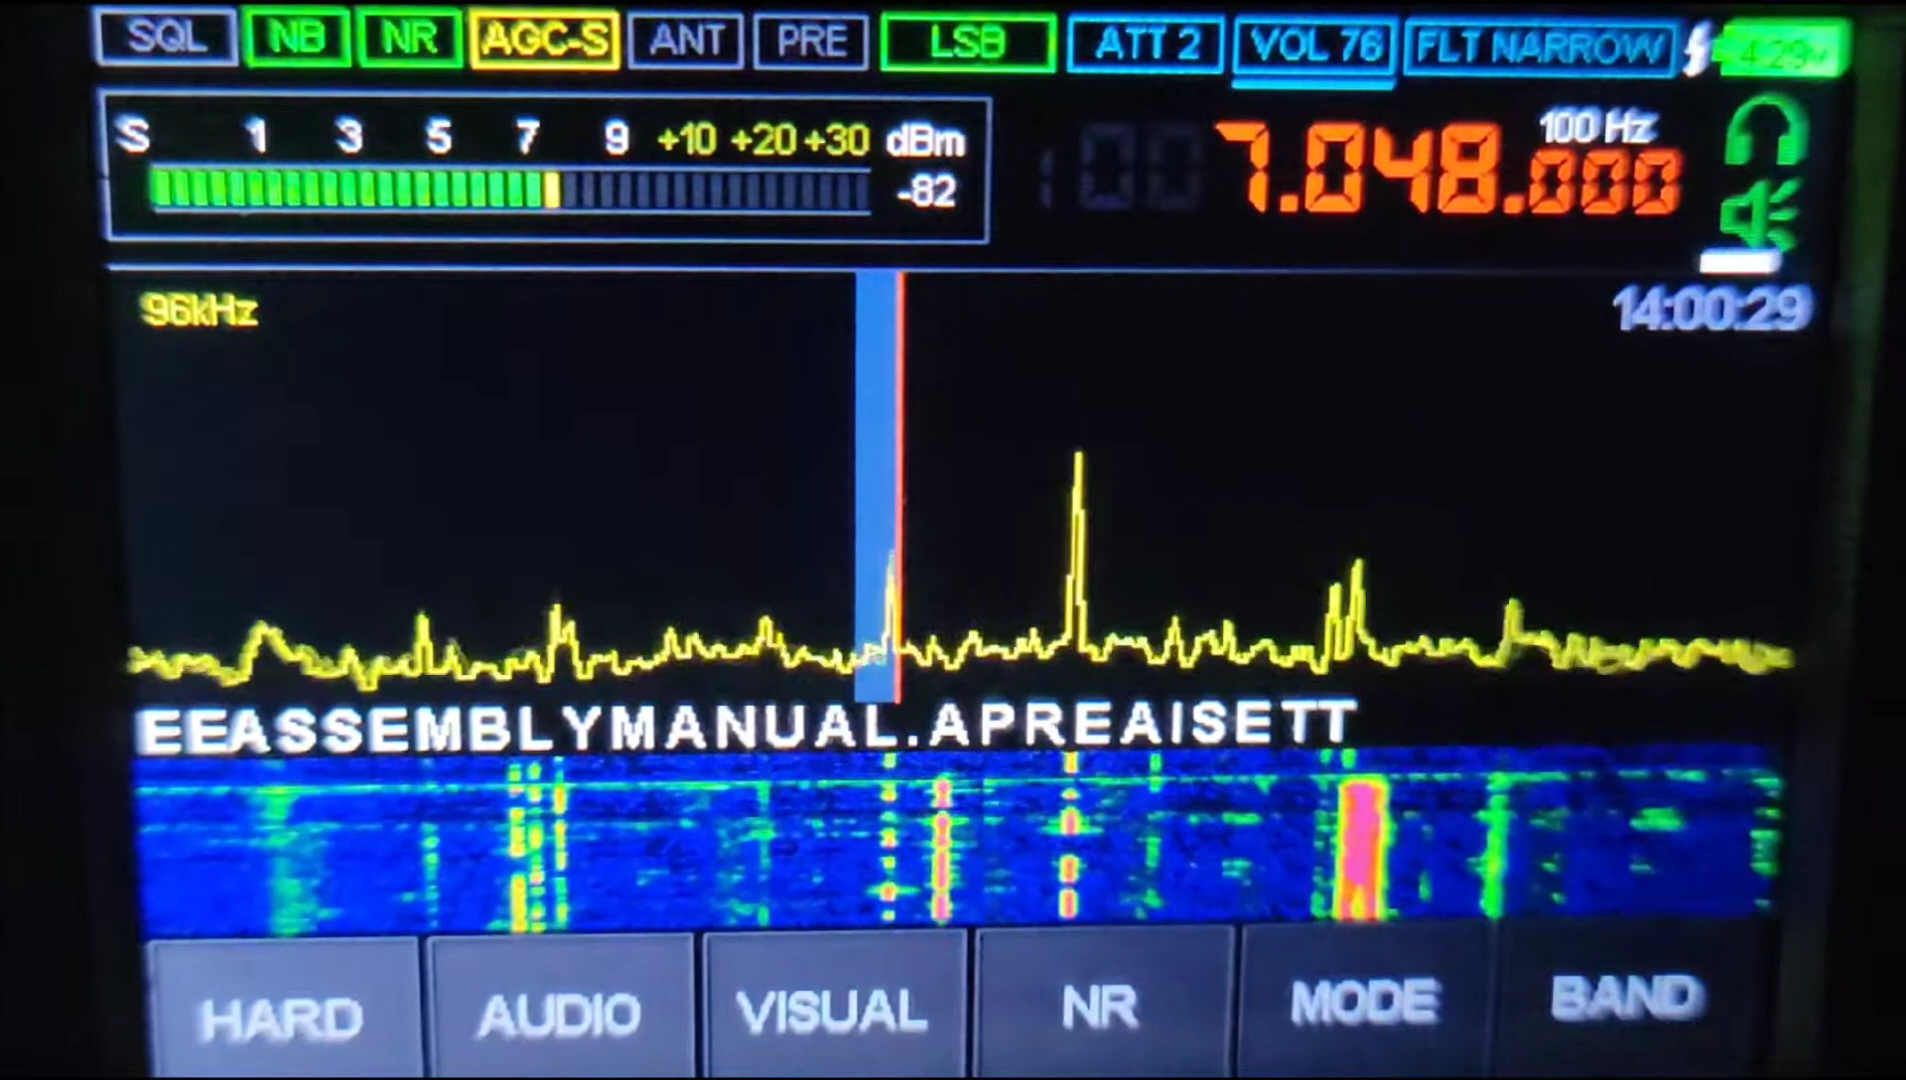 SQL NB NR AGC-S ANT PRE LSB ATT 2 VOL 76 FLT NARROW 4.29v
S 1 3 5 7 9 +10 +20 +30 dBm
-82
100 Hz
7.048.000
96kHz
14:00:29
EEASSEMBLYMANUAL.APREAISETT
HARD AUDIO VISUAL NR MODE BAND